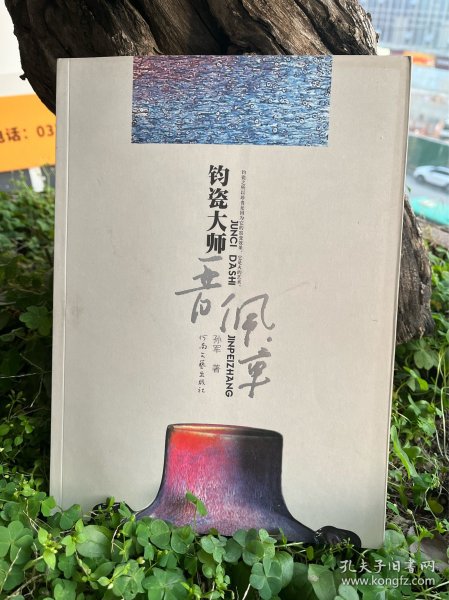 钧瓷大师
JUNCI DASHI
晋佩章
JINPEIZHANG
孙军 著
河南文艺出版社
电话：03
孔夫子旧书网
www.kongfz.com